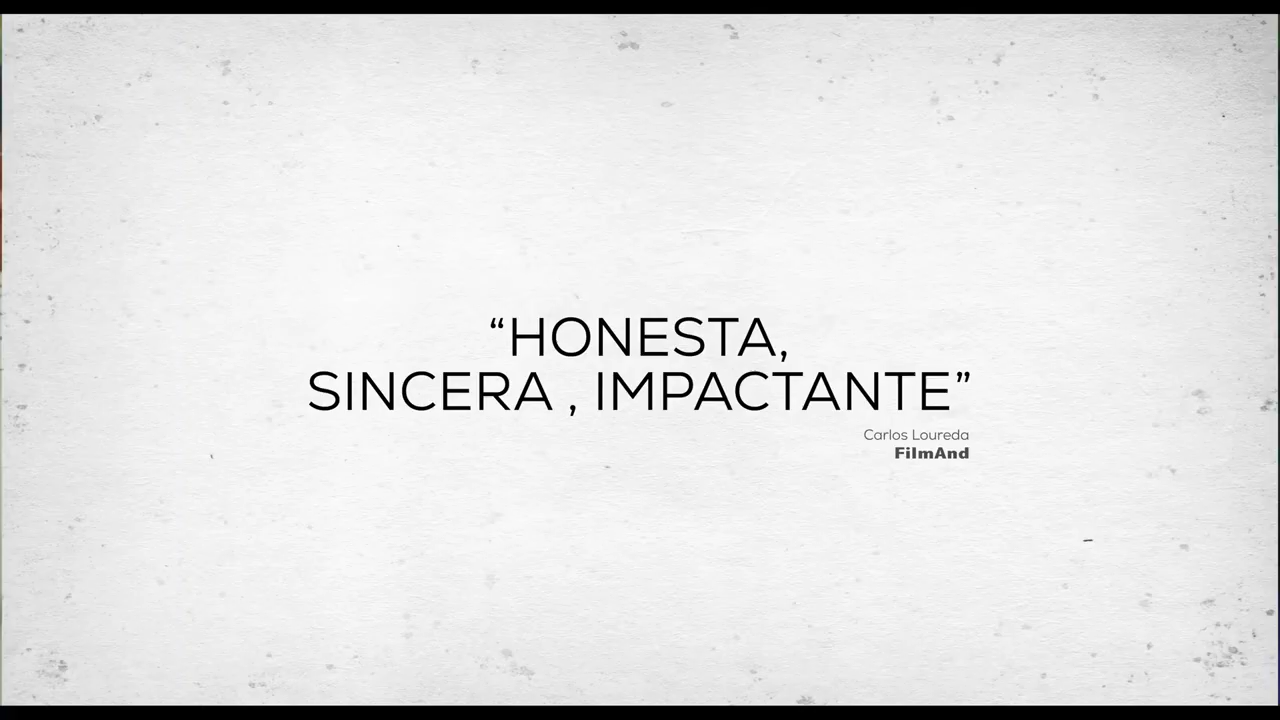 “HONESTA,
SINCERA , IMPACTANTE”
Carlos Loureda
FilmAnd